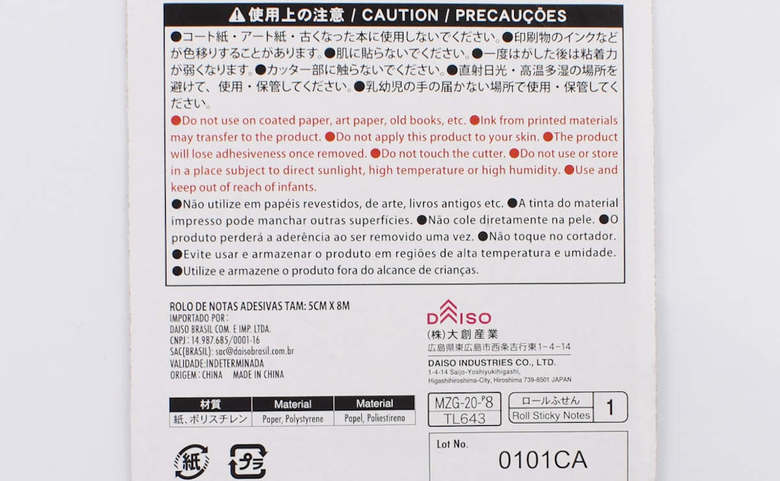 ⚠使用上の注意 / CAUTION / PRECAUÇÕES
●コート紙・アート紙・古くなった本に使用しないでください。●印刷物のインクなど
が色移りすることがあります。●肌に貼らないでください。●一度はがした後は粘着力
が弱くなります。●カッター部に触らないでください。●直射日光・高温多湿の場所を
避けて、使用・保管してください。●乳幼児の手の届かない場所で使用・保管してく
ださい。
●Do not use on coated paper, art paper, old books, etc. ●Ink from printed materials
may transfer to the product. ●Do not apply this product to your skin. ●The product
will lose adhesiveness once removed. ●Do not touch the cutter. ●Do not use or store
in a place subject to direct sunlight, high temperature or high humidity. ●Use and
keep out of reach of infants.
●Não utilize em papéis revestidos, de arte, livros antigos etc. ●A tinta do material
impresso pode manchar outras superfícies. ●Não cole diretamente na pele. ●O
produto perderá a aderência ao ser removido uma vez. ●Não toque no cortador.
●Evite usar e armazenar o produto em regiões de alta temperatura e umidade.
●Utilize e armazene o produto fora do alcance de crianças.
ROLO DE NOTAS ADESIVAS TAM: 5CM X 8M
IMPORTADO POR:
DAISO BRASIL COM. E IMP. LTDA.
CNPJ: 14.987.685/0001-16
SAC(BRASIL) sac@daisobrasil.com.br
VALIDADE:INDETERMINADA
ORIGEM: CHINA MADE IN CHINA
DAISO
(株)大創産業
広島県東広島市西条吉行東1-4-14
DAISO INDUSTRIES CO., LTD.
1-4-14 Saijo-Yoshiyukihigashi,
Higashihiroshima-City, Hiroshima 739-8501 JAPAN
材質 Material Material
紙、ポリスチレン Paper, Polystyrene Papel, Poliestireno
MZG-20-P8
TL643
ロールふせん
Roll Sticky Notes
1
紙 プラ
Lot No.
0101CA